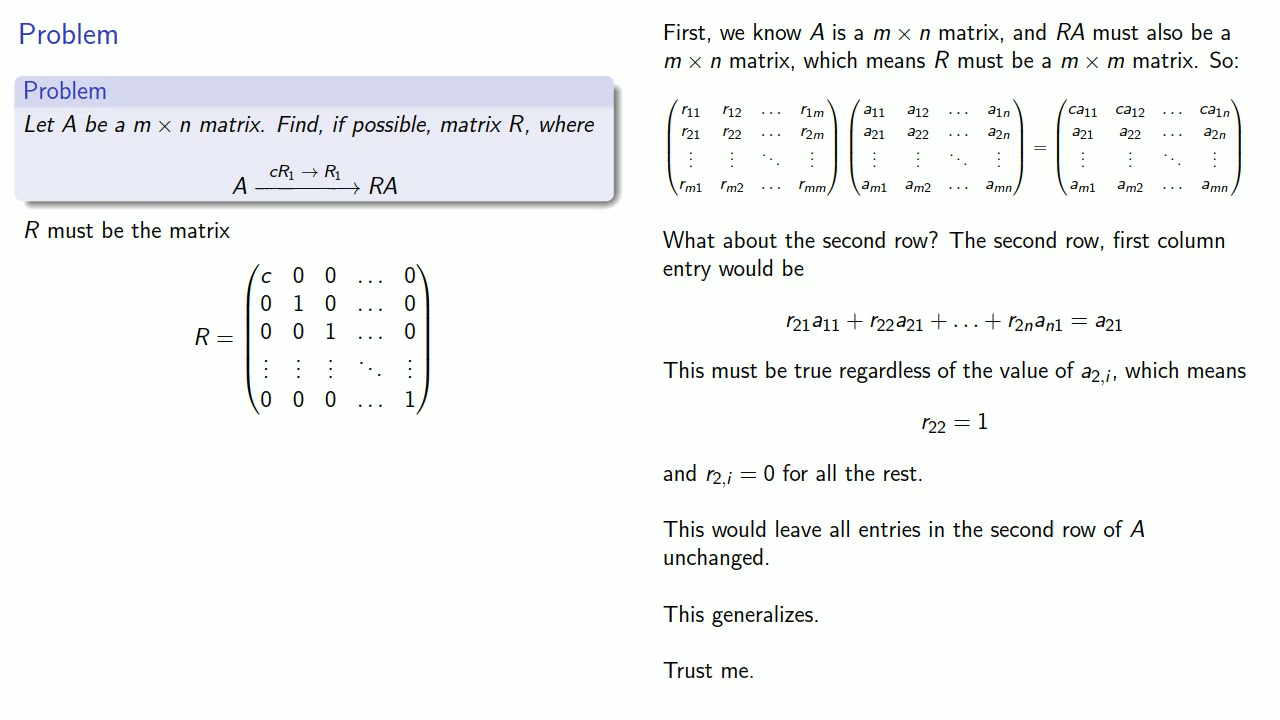 Problem
Problem
Let A be a m × n matrix. Find, if possible, matrix R, where
cR₁ → R₁
A ⟶ RA
R must be the matrix
R = 
c 0 0 … 0
0 1 0 … 0
0 0 1 … 0
⋮ ⋮ ⋮ ⋱ ⋮
0 0 0 … 1
First, we know A is a m × n matrix, and RA must also be a
m × n matrix, which means R must be a m × m matrix. So:
( r₁₁ r₁₂ … r₁ₘ ) ( a₁₁ a₁₂ … a₁ₙ ) ( ca₁₁ ca₁₂ … ca₁ₙ )
( r₂₁ r₂₂ … r₂ₘ ) ( a₂₁ a₂₂ … a₂ₙ ) = ( a₂₁ a₂₂ … a₂ₙ )
( ⋮ ⋮ ⋱ ⋮ ) ( ⋮ ⋮ ⋱ ⋮ ) ( ⋮ ⋮ ⋱ ⋮ )
( rₘ₁ rₘ₂ … rₘₘ ) ( aₘ₁ aₘ₂ … aₘₙ ) ( aₘ₁ aₘ₂ … aₘₙ )
What about the second row? The second row, first column
entry would be
r₂₁a₁₁ + r₂₂a₂₁ + … + r₂ₙaₙ₁ = a₂₁
This must be true regardless of the value of a₂,ᵢ, which means
r₂₂ = 1
and r₂,ᵢ = 0 for all the rest.
This would leave all entries in the second row of A
unchanged.
This generalizes.
Trust me.